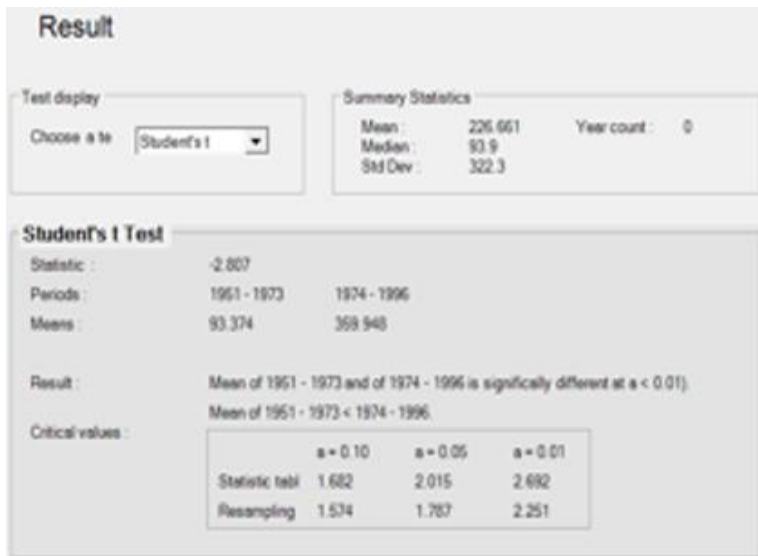 Result
Test display
Choose a te Student's t
Summary Statistics
Mean : 226.661 Year count : 0
Median : 93.9
Std Dev : 322.3
Student's t Test
Statistic : -2.807
Periods : 1951 - 1973 1974 - 1996
Means : 93.374 359.948
Result : Mean of 1951 - 1973 and of 1974 - 1996 is significally different at a < 0.01).
Mean of 1951 - 1973 < 1974 - 1996.
Critical values :
a = 0.10 a = 0.05 a = 0.01
Statistic tabl 1.682 2.015 2.692
Resampling 1.574 1.787 2.251